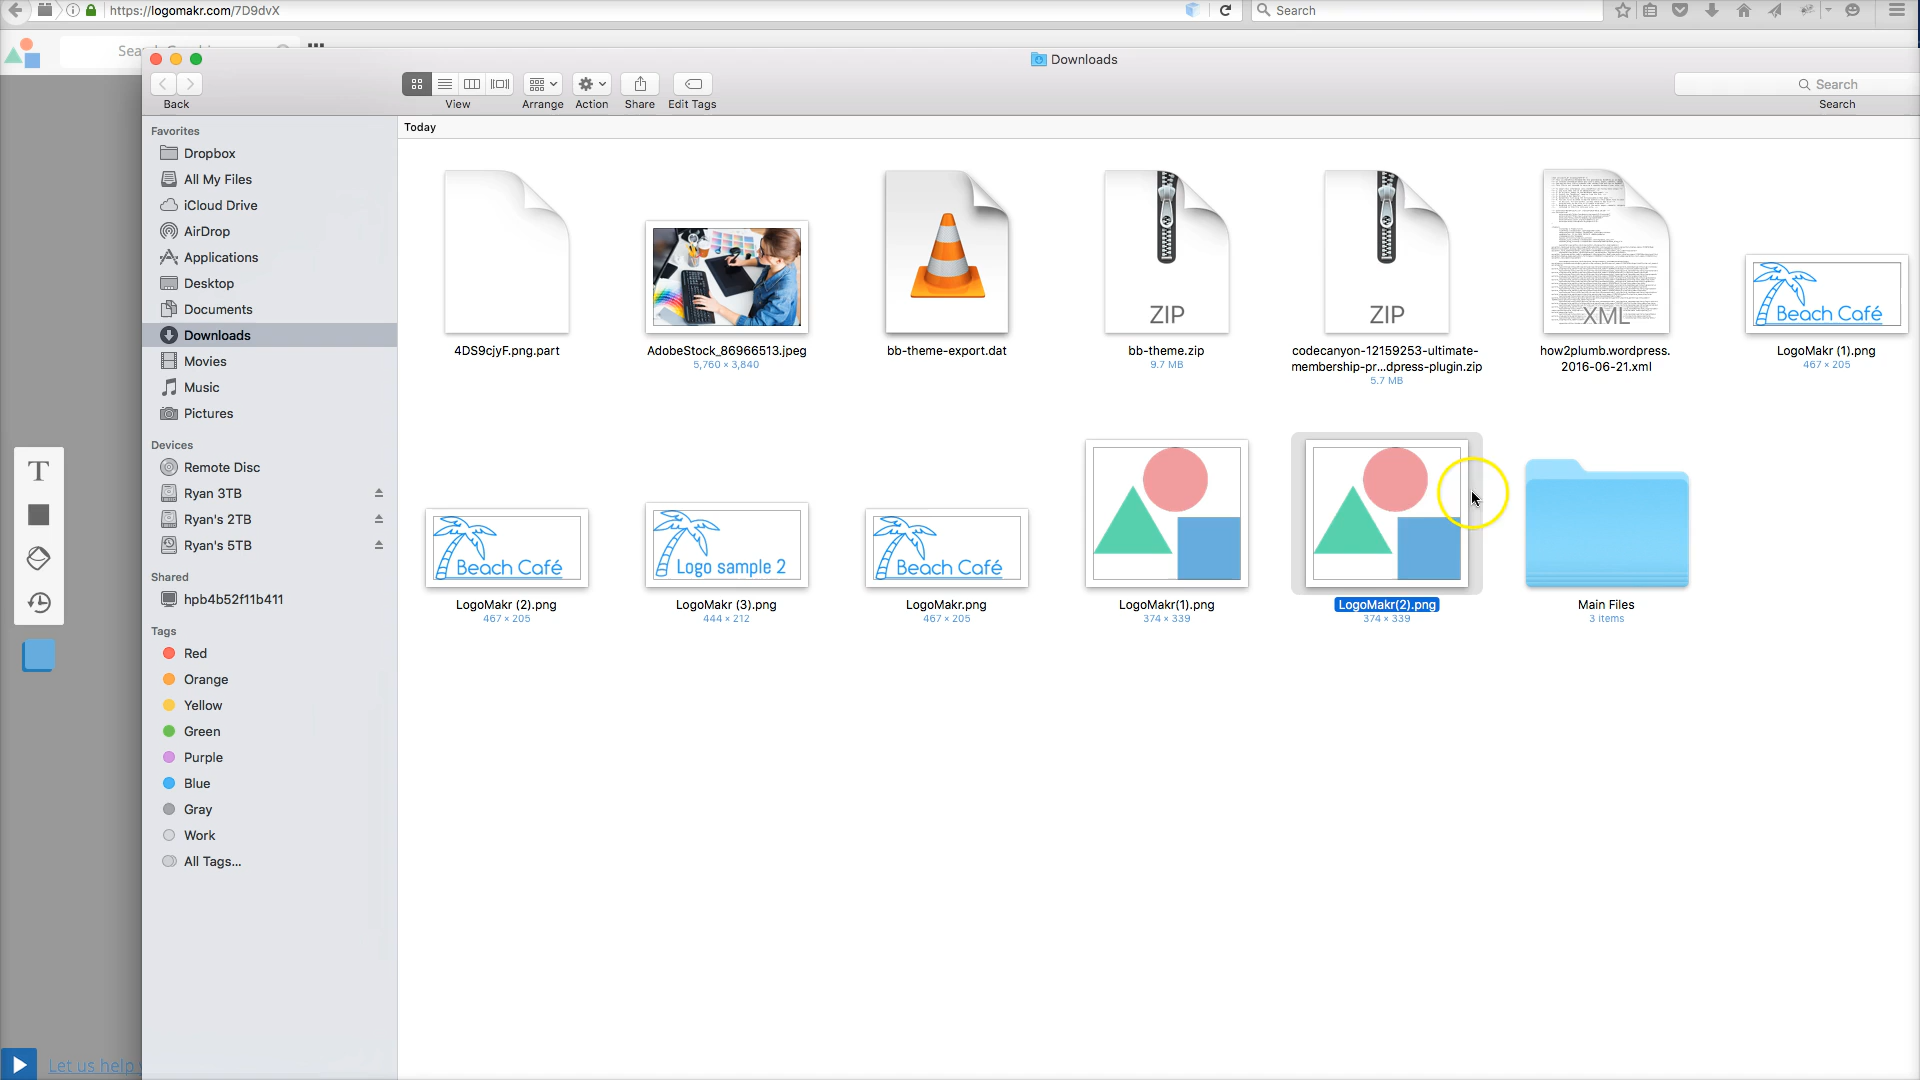 https://logomakr.com/7D9dvX
Search
Downloads
Back
View
Arrange
Action
Share
Edit Tags
Search
Search
Favorites
Dropbox
All My Files
iCloud Drive
AirDrop
Applications
Desktop
Documents
Downloads
Movies
Music
Pictures
Devices
Remote Disc
Ryan 3TB
Ryan's 2TB
Ryan's 5TB
Shared
hpb4b52f11b411
Tags
Red
Orange
Yellow
Green
Purple
Blue
Gray
Work
All Tags...
Today
ZIP
ZIP
XML
Beach Café
4DS9cjyF.png.part
AdobeStock_86966513.jpeg
5,760 × 3,840
bb-theme-export.dat
bb-theme.zip
9.7 MB
codecanyon-12159253-ultimate-
membership-pr...dpress-plugin.zip
5.7 MB
how2plumb.wordpress.
2016-06-21.xml
LogoMakr (1).png
467 × 205
Beach Café
Logo sample 2
Beach Café
LogoMakr (2).png
467 × 205
LogoMakr (3).png
444 × 212
LogoMakr.png
467 × 205
LogoMakr(1).png
374 × 339
LogoMakr(2).png
374 × 339
Main Files
3 items
T
Let us help